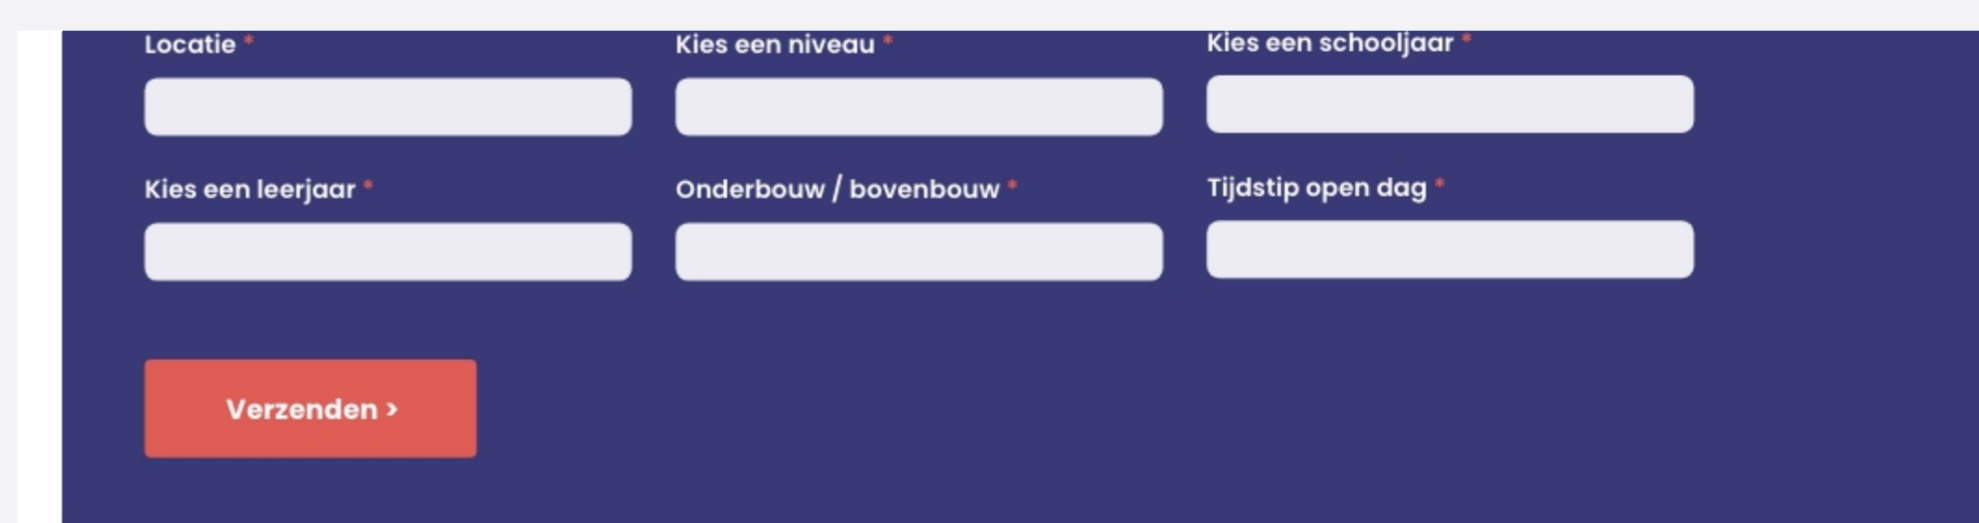 Locatie * Kies een niveau * Kies een schooljaar *
Kies een leerjaar * Onderbouw / bovenbouw * Tijdstip open dag *
Verzenden >